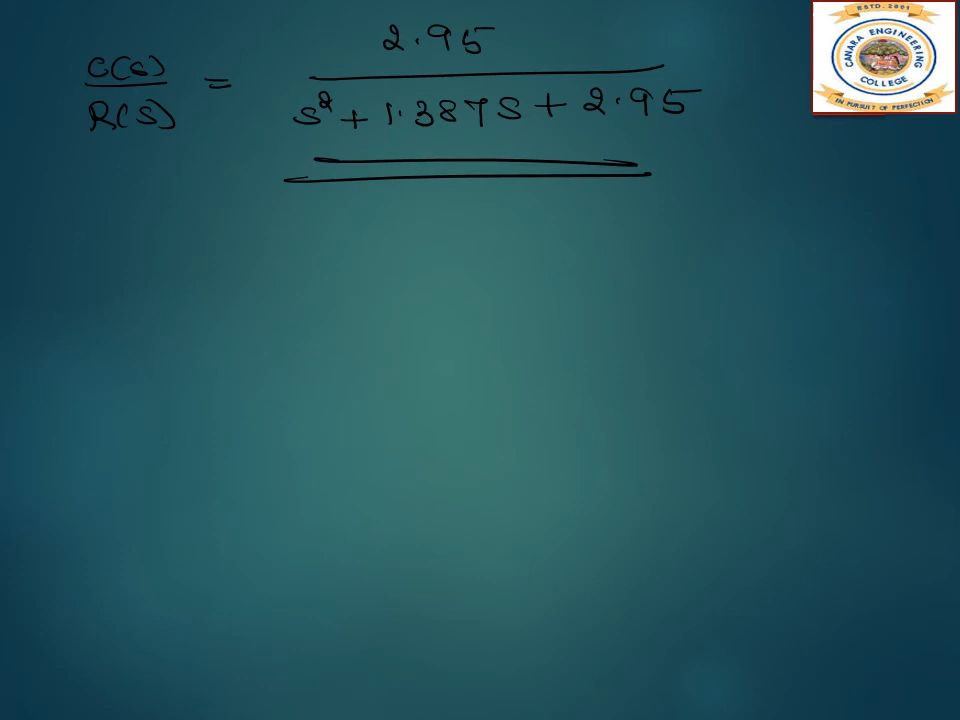 C(s)/R(S) = 2.95/(s² + 1.387S + 2.95)
ESTD. 2001
CANARA ENGINEERING
COLLEGE
IN PURSUIT OF PERFECTION